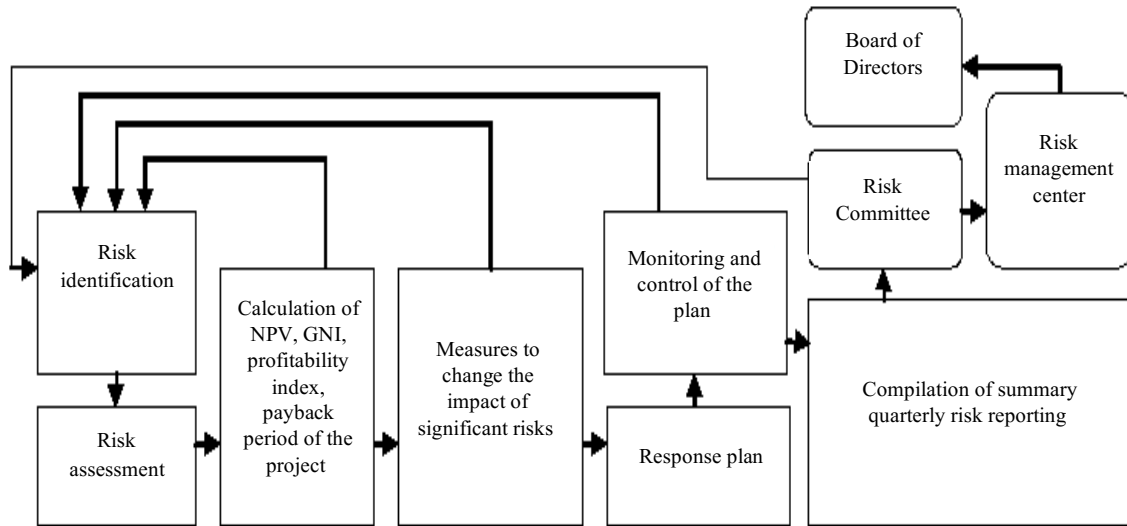 Board of
Directors
Risk
management
center
Risk
Committee
Risk
identification
Monitoring and
control of the
plan
Calculation of
NPV, GNI,
profitability
index,
payback
period of the
project
Measures to
change the
impact of
significant risks
Compilation of summary
quarterly risk reporting
Risk
assessment
Response plan